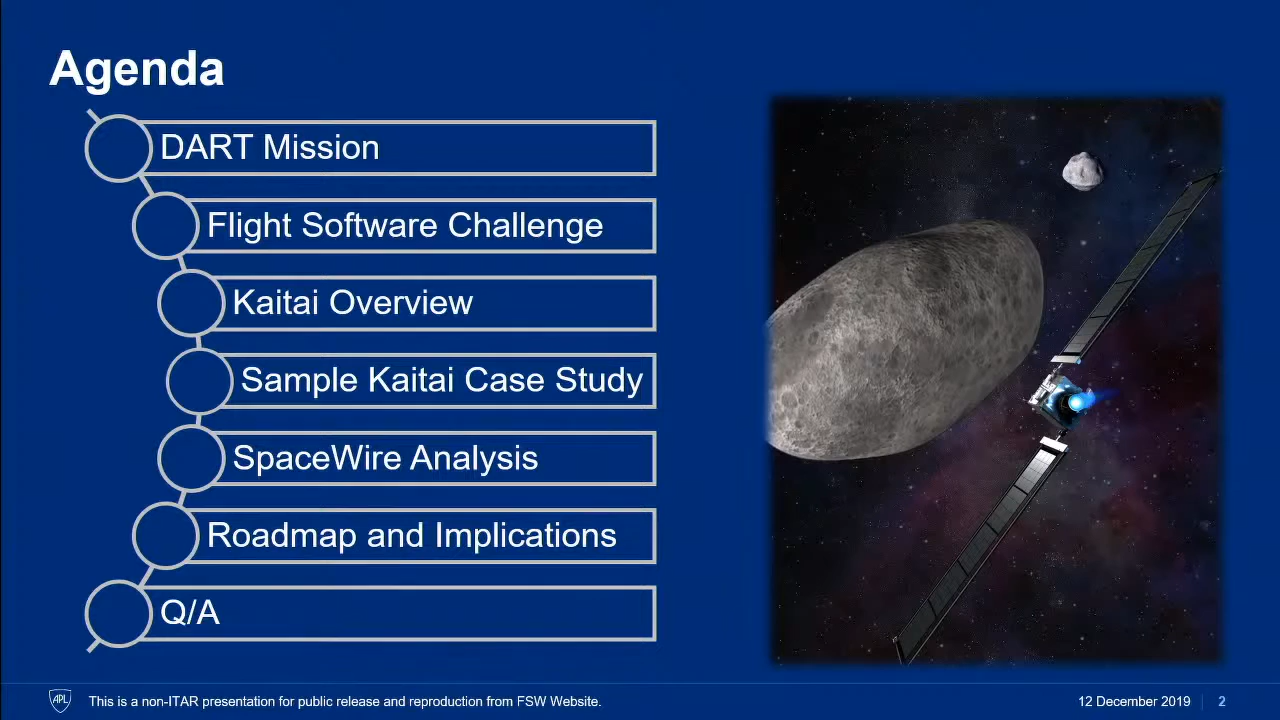 Agenda
DART Mission
Flight Software Challenge
Kaitai Overview
Sample Kaitai Case Study
SpaceWire Analysis
Roadmap and Implications
Q/A
APL
This is a non-ITAR presentation for public release and reproduction from FSW Website.
12 December 2019
2